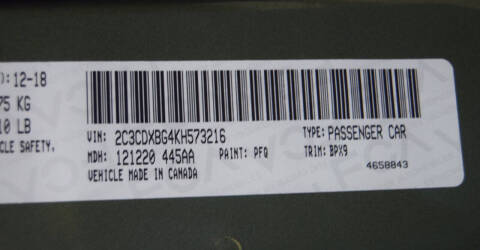 ): 12-18
75 KG
10 LB
CLE SAFETY,
VIN: 2C3CDXBG4KH573216 TYPE: PASSENGER CAR
MDH: 121220 445AA PAINT: PFQ TRIM: BPX9
VEHICLE MADE IN CANADA 4658843